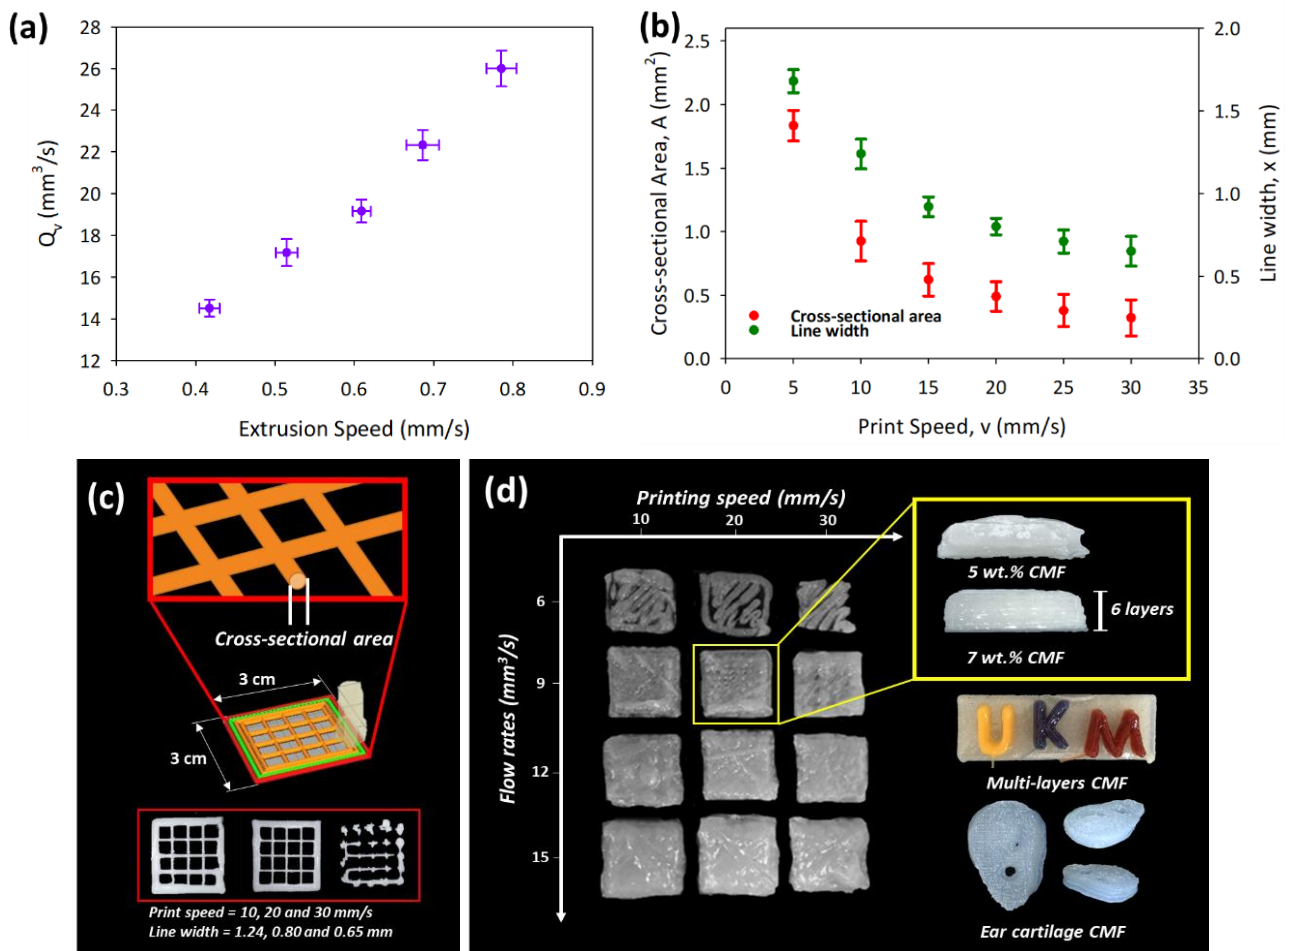 (a)
28
26
24
22
20
18
16
14
12
Qv (mm3/s)
0.3 0.4 0.5 0.6 0.7 0.8 0.9
Extrusion Speed (mm/s)
(b)
2.5
2.0
1.5
1.0
0.5
0.0
Cross-sectional Area, A (mm2)
Cross-sectional area
Line width
2.0
1.5
1.0
0.5
0.0
Line width, x (mm)
0 5 10 15 20 25 30 35
Print Speed, v (mm/s)
(c)
Cross-sectional area
3 cm
3 cm
Print speed = 10, 20 and 30 mm/s
Line width = 1.24, 0.80 and 0.65 mm
(d)
Printing speed (mm/s)
10 20 30
Flow rates (mm3/s)
6
9
12
15
5 wt.% CMF
6 layers
7 wt.% CMF
UKM
Multi-layers CMF
Ear cartilage CMF